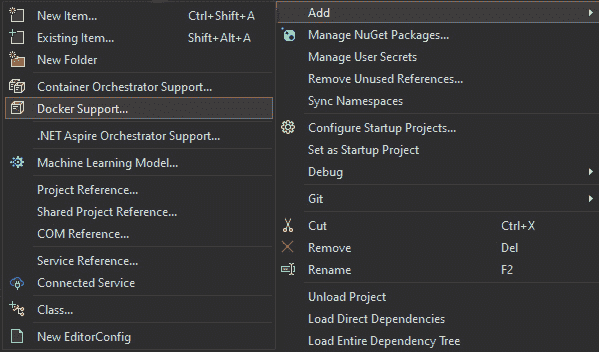 New Item... Ctrl+Shift+A
Existing Item... Shift+Alt+A
New Folder
Container Orchestrator Support...
Docker Support...
.NET Aspire Orchestrator Support...
Machine Learning Model...
Project Reference...
Shared Project Reference...
COM Reference...
Service Reference...
Connected Service
Class...
New EditorConfig
Add
Manage NuGet Packages...
Manage User Secrets
Remove Unused References...
Sync Namespaces
Configure Startup Projects...
Set as Startup Project
Debug
Git
Cut Ctrl+X
Remove Del
Rename F2
Unload Project
Load Direct Dependencies
Load Entire Dependency Tree